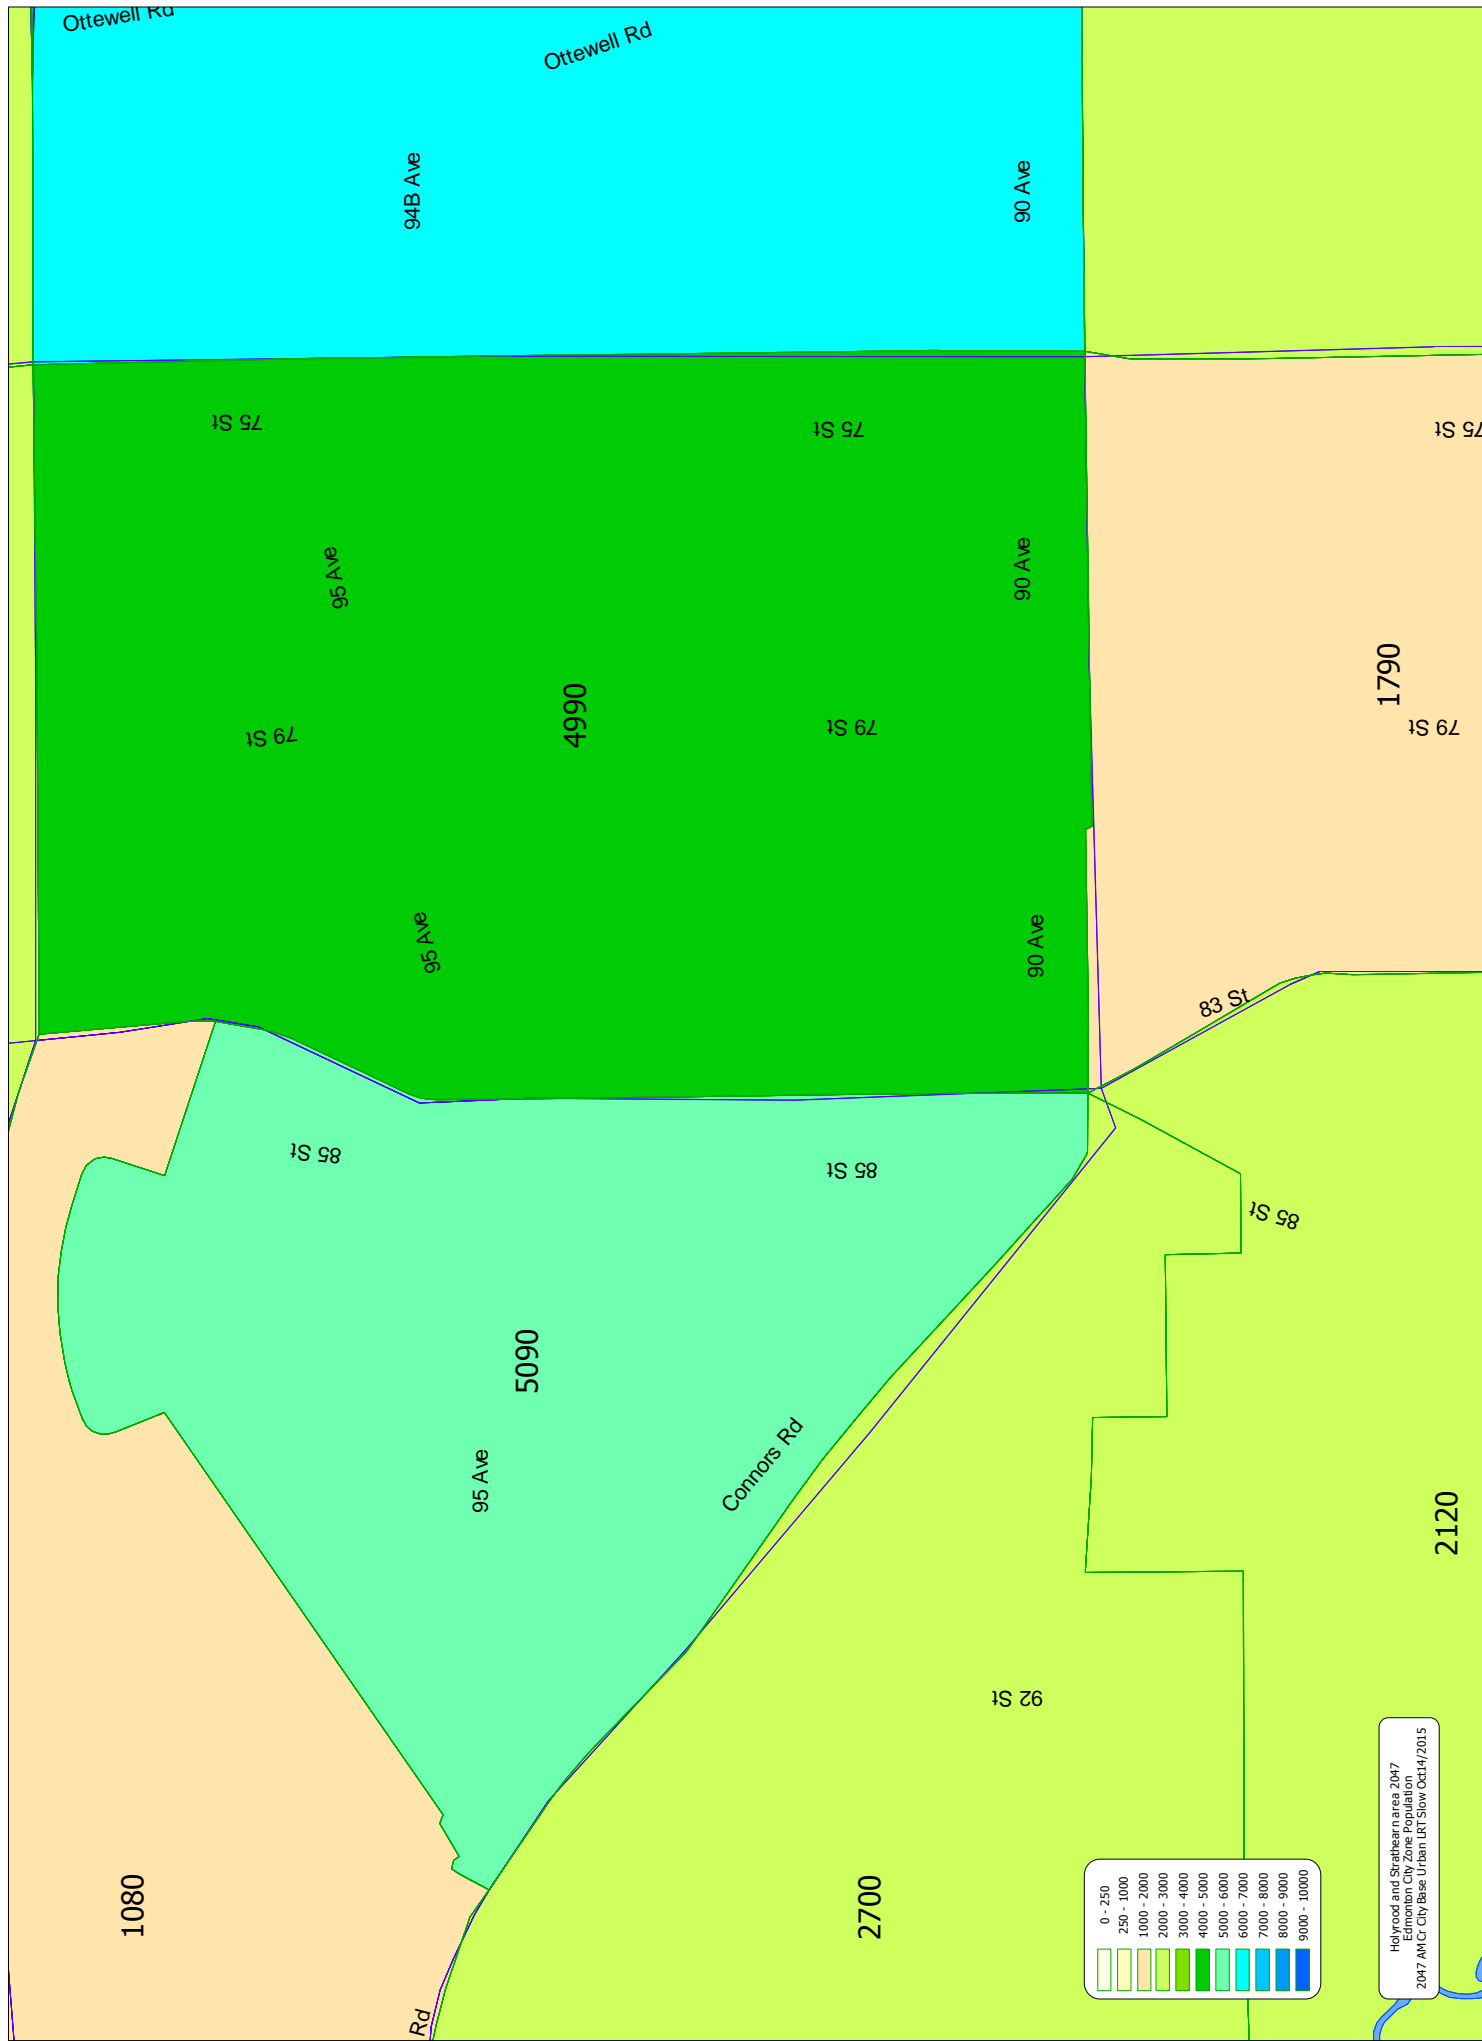 Ottewell Rd
Ottewell Rd
94B Ave
90 Ave
75 St
75 St
75 St
95 Ave
90 Ave
4990
1790
79 St
79 St
79 St
95 Ave
90 Ave
83 St
85 St
85 St
85 St
5090
95 Ave
Connors Rd
2120
92 St
1080
2700
Rd
0 - 250
250 - 1000
1000 - 2000
2000 - 3000
3000 - 4000
4000 - 5000
5000 - 6000
6000 - 7000
7000 - 8000
8000 - 9000
9000 - 10000
Holyrood and Strathearn area 2047
Edmonton City Zone Population
2047 AM Cr City Base Urban LRT Slow Oct14/2015